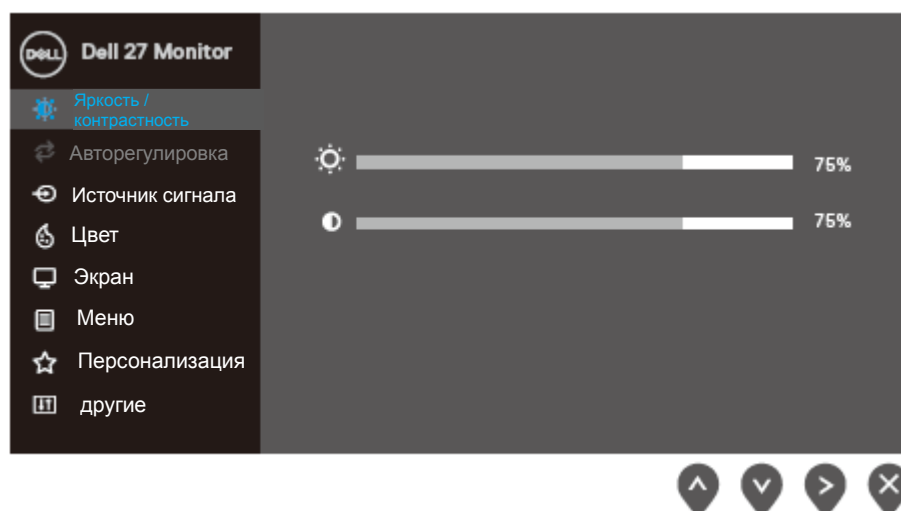 DELL
Dell 27 Monitor
Яркость /
контрастность
Авторегулировка
Источник сигнала
Цвет
Экран
Меню
Персонализация
другие
75%
75%